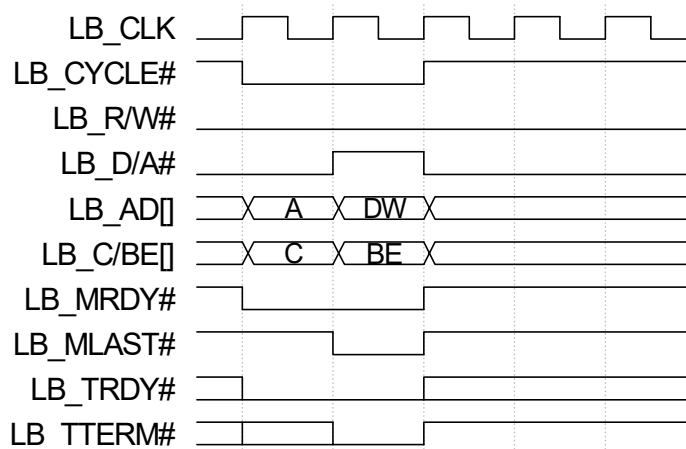 LB_CLK
LB_CYCLE#
LB_R/W#
LB_D/A#
LB_AD[] A DW
LB_C/BE[] C BE
LB_MRDY#
LB_MLAST#
LB_TRDY#
LB_TTERM#